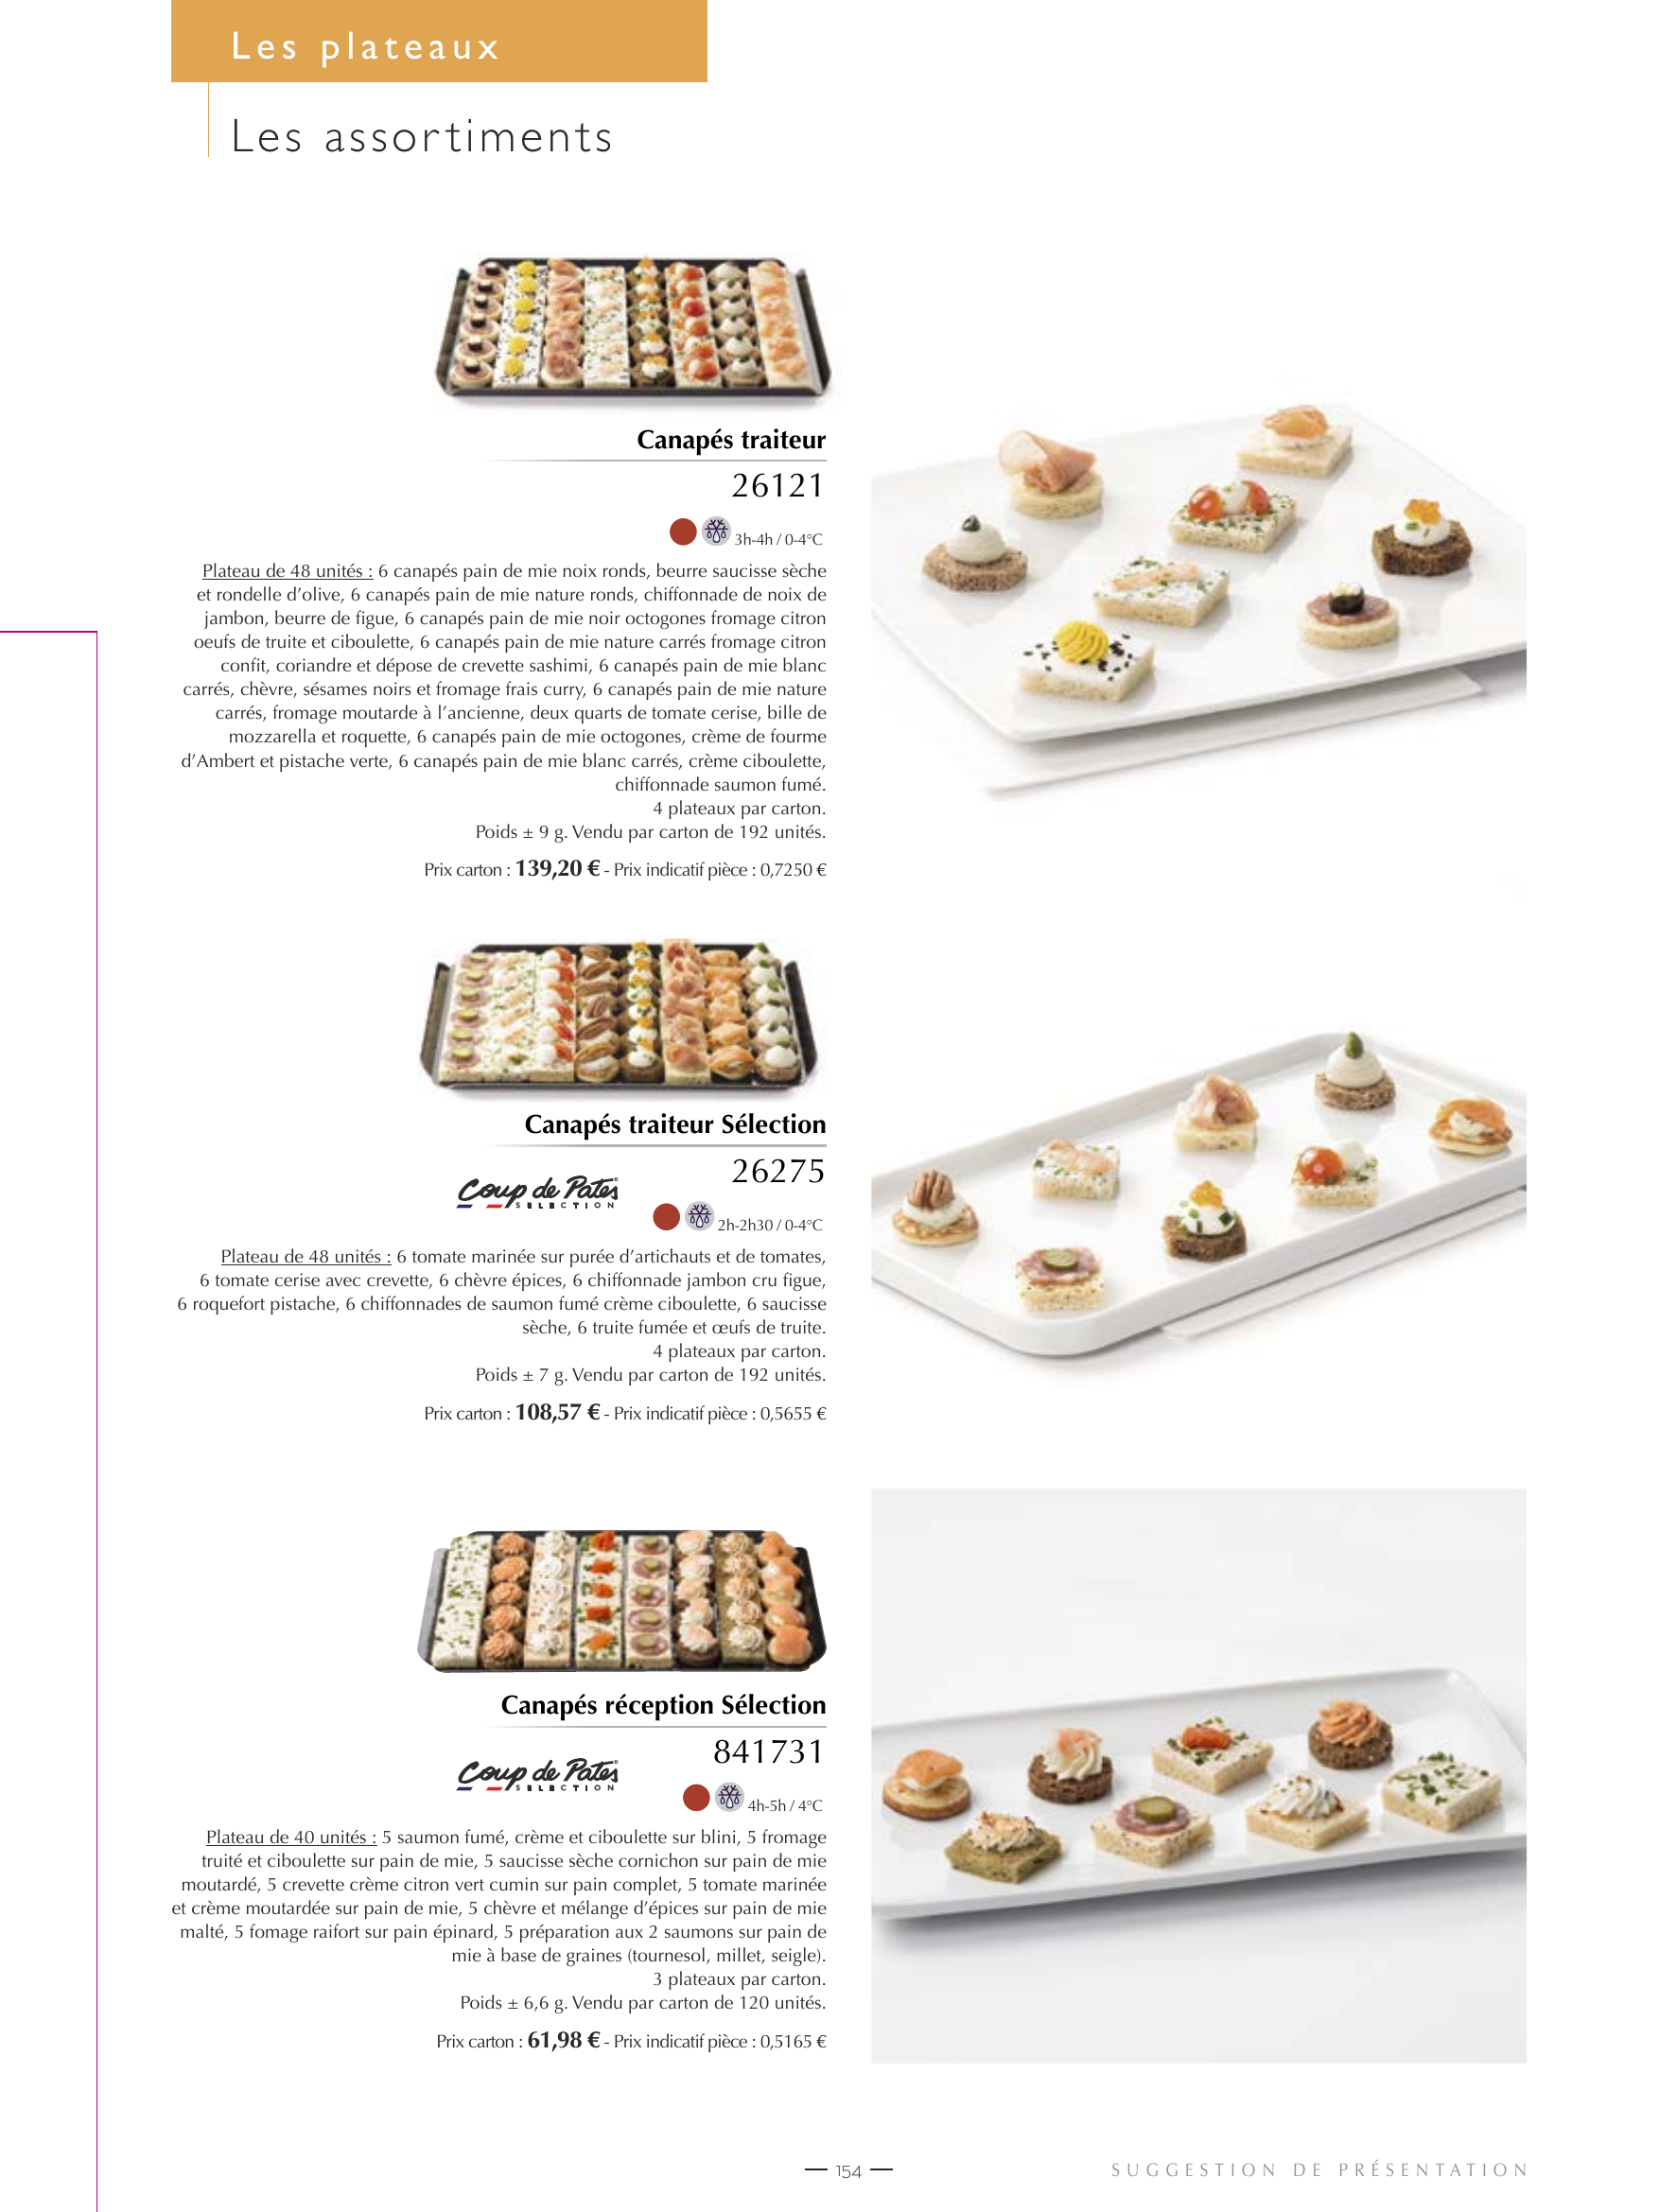 Les plateaux
Les assortiments
Canapés traiteur
26121
3h-4h / 0-4°C
Plateau de 48 unités : 6 canapés pain de mie noix ronds, beurre saucisse sèche
et rondelle d'olive, 6 canapés pain de mie nature ronds, chiffonnade de noix de
jambon, beurre de figue, 6 canapés pain de mie noir octogones fromage citron
oeufs de truite et ciboulette, 6 canapés pain de mie nature carrés fromage citron
confit, coriandre et dépose de crevette sashimi, 6 canapés pain de mie blanc
carrés, chèvre, sésames noirs et fromage frais curry, 6 canapés pain de mie nature
carrés, fromage moutarde à l'ancienne, deux quarts de tomate cerise, bille de
mozzarella et roquette, 6 canapés pain de mie octogones, crème de fourme
d'Ambert et pistache verte, 6 canapés pain de mie blanc carrés, crème ciboulette,
chiffonnade saumon fumé.
4 plateaux par carton.
Poids ± 9 g. Vendu par carton de 192 unités.
Prix carton : 139,20 € - Prix indicatif pièce : 0,7250 €
Canapés traiteur Sélection
26275
Coup de Pates
SELECTION
2h-2h30 / 0-4°C
Plateau de 48 unités : 6 tomate marinée sur purée d'artichauts et de tomates,
6 tomate cerise avec crevette, 6 chèvre épices, 6 chiffonnade jambon cru figue,
6 roquefort pistache, 6 chiffonnades de saumon fumé crème ciboulette, 6 saucisse
sèche, 6 truite fumée et œufs de truite.
4 plateaux par carton.
Poids ± 7 g. Vendu par carton de 192 unités.
Prix carton : 108,57 € - Prix indicatif pièce : 0,5655 €
Canapés réception Sélection
841731
Coup de Pates
SELECTION
4h-5h / 4°C
Plateau de 40 unités : 5 saumon fumé, crème et ciboulette sur blini, 5 fromage
truité et ciboulette sur pain de mie, 5 saucisse sèche cornichon sur pain de mie
moutardé, 5 crevette crème citron vert cumin sur pain complet, 5 tomate marinée
et crème moutardée sur pain de mie, 5 chèvre et mélange d'épices sur pain de mie
malté, 5 fomage raifort sur pain épinard, 5 préparation aux 2 saumons sur pain de
mie à base de graines (tournesol, millet, seigle).
3 plateaux par carton.
Poids ± 6,6 g. Vendu par carton de 120 unités.
Prix carton : 61,98 € - Prix indicatif pièce : 0,5165 €
154
SUGGESTION DE PRÉSENTATION